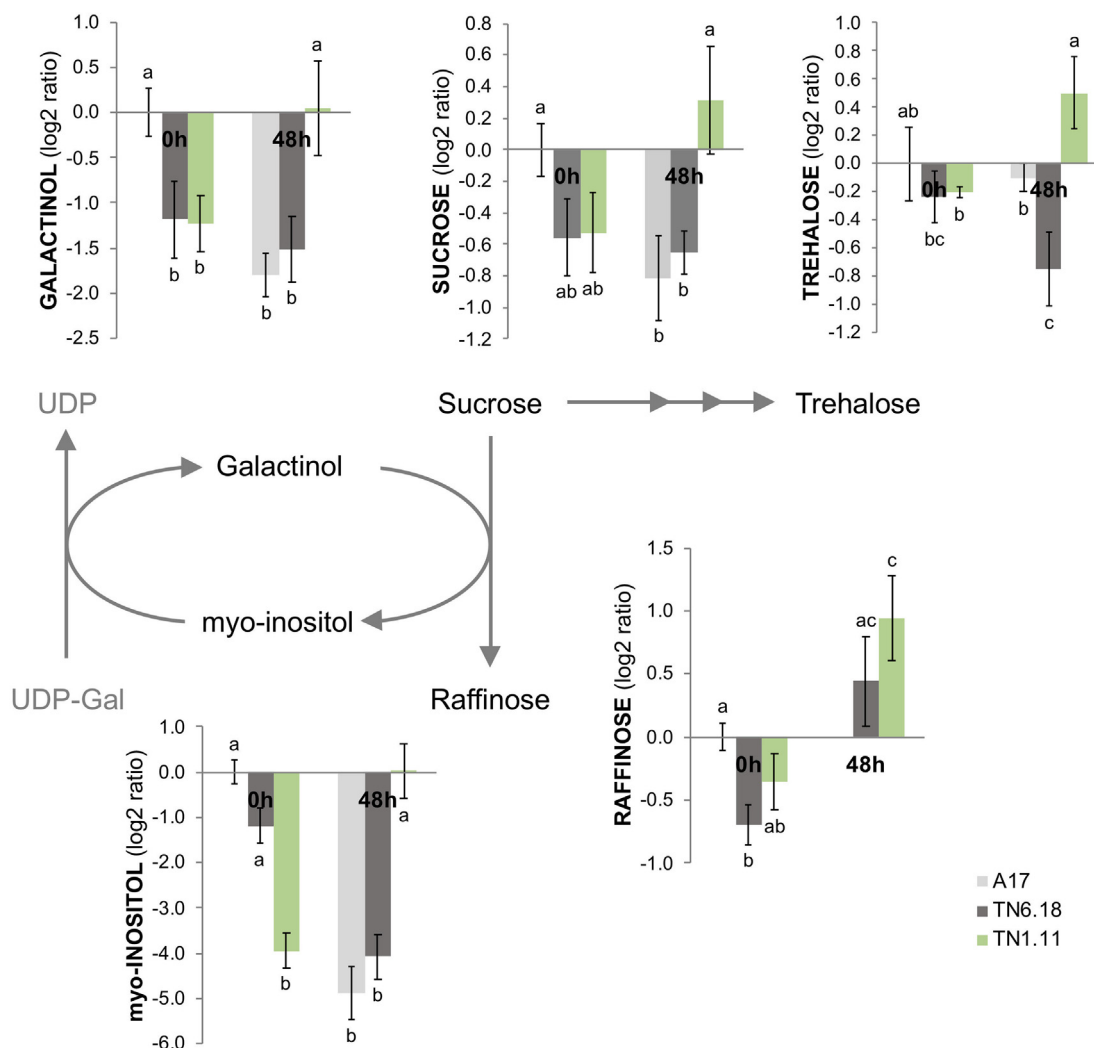 GALACTINOL (log2 ratio)
1.0
0.5
0.0
-0.5
-1.0
-1.5
-2.0
-2.5
a
b
b
0h
b
b
a
48h
SUCROSE (log2 ratio)
0.8
0.6
0.4
0.2
0.0
-0.2
-0.4
-0.6
-0.8
-1.0
-1.2
a
ab
ab
0h
b
b
a
48h
TREHALOSE (log2 ratio)
1.0
0.8
0.6
0.4
0.2
0.0
-0.2
-0.4
-0.6
-0.8
-1.0
-1.2
ab
bc
b
0h
b
c
a
48h
UDP
Sucrose
Trehalose
Galactinol
myo-inositol
UDP-Gal
Raffinose
myo-INOSITOL (log2 ratio)
1.0
0.0
-1.0
-2.0
-3.0
-4.0
-5.0
-6.0
a
a
b
0h
b
b
a
48h
RAFFINOSE (log2 ratio)
1.5
1.0
0.5
0.0
-0.5
-1.0
a
b
ab
0h
ac
c
48h
A17
TN6.18
TN1.11